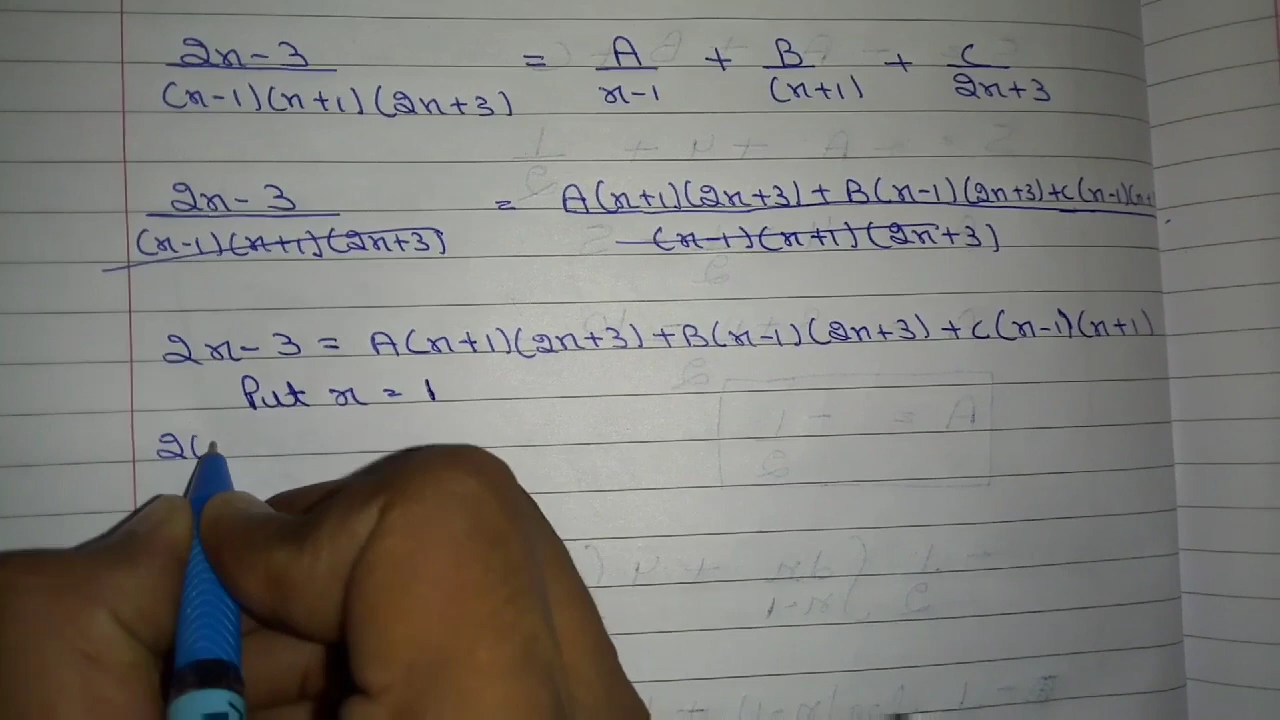 2x-3 / (x-1)(x+1)(2x+3) = A / x-1 + B / (x+1) + C / 2x+3
2x-3 / (x-1)(x+1)(2x+3) = A(x+1)(2x+3)+B(x-1)(2x+3)+C(x-1)(x+ / (x-1)(x+1)(2x+3)
2x-3 = A(x+1)(2x+3)+B(x-1)(2x+3)+C(x-1)(x+1)
Put x = 1
2(